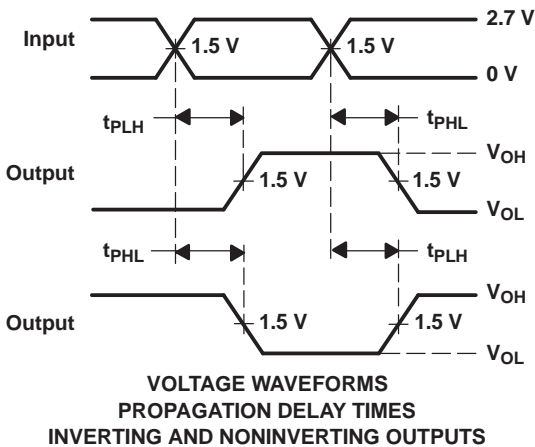 2.7 V
Input 1.5 V 1.5 V
0 V
tPLH tPHL
VOH
Output 1.5 V 1.5 V
VOL
tPHL tPLH
VOH
Output 1.5 V 1.5 V
VOL
VOLTAGE WAVEFORMS
PROPAGATION DELAY TIMES
INVERTING AND NONINVERTING OUTPUTS